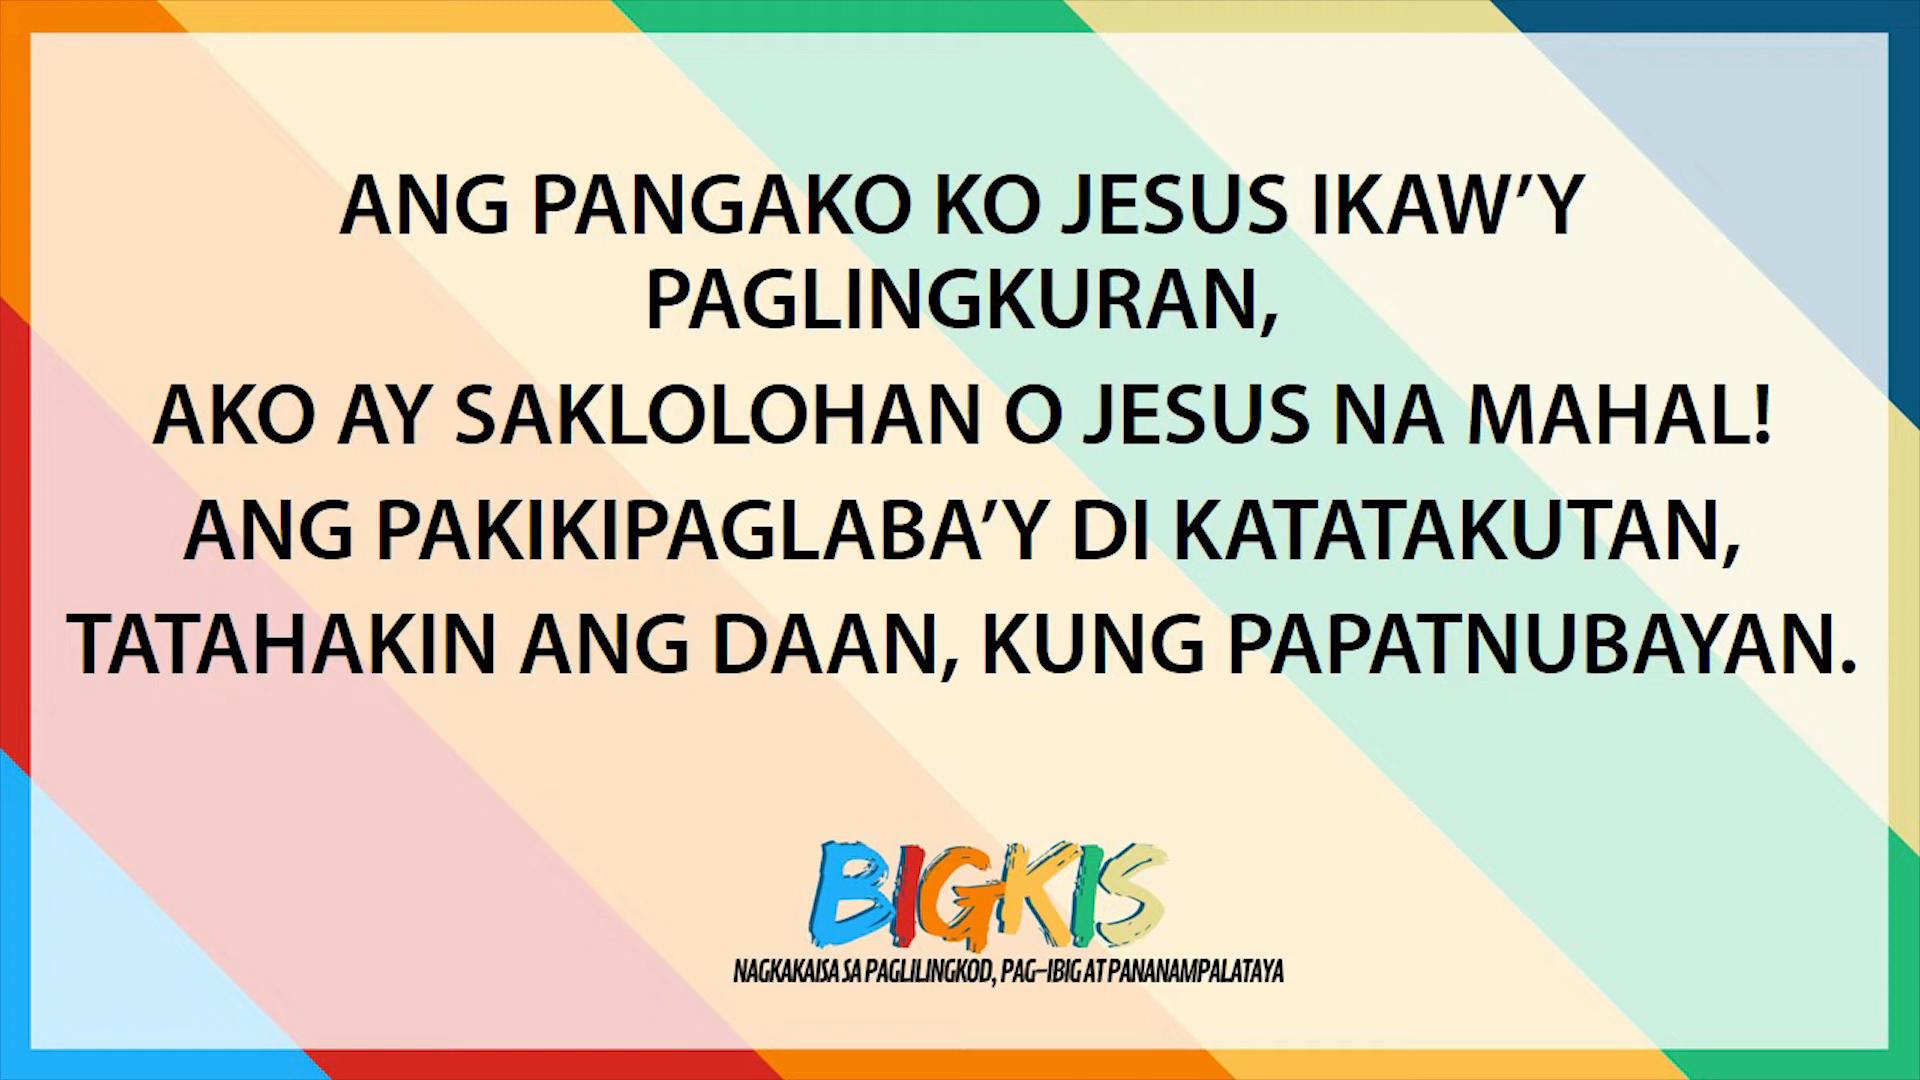 ANG PANGAKO KO JESUS IKAW’Y
PAGLINGKURAN,
AKO AY SAKLOLOHAN O JESUS NA MAHAL!
ANG PAKIKIPAGLABA’Y DI KATATAKUTAN,
TATAHAKIN ANG DAAN, KUNG PAPATNUBAYAN.
BIGKIS
NAGKAKAISA SA PAGLILINGKOD, PAG-IBIG AT PANANAMPALATAYA